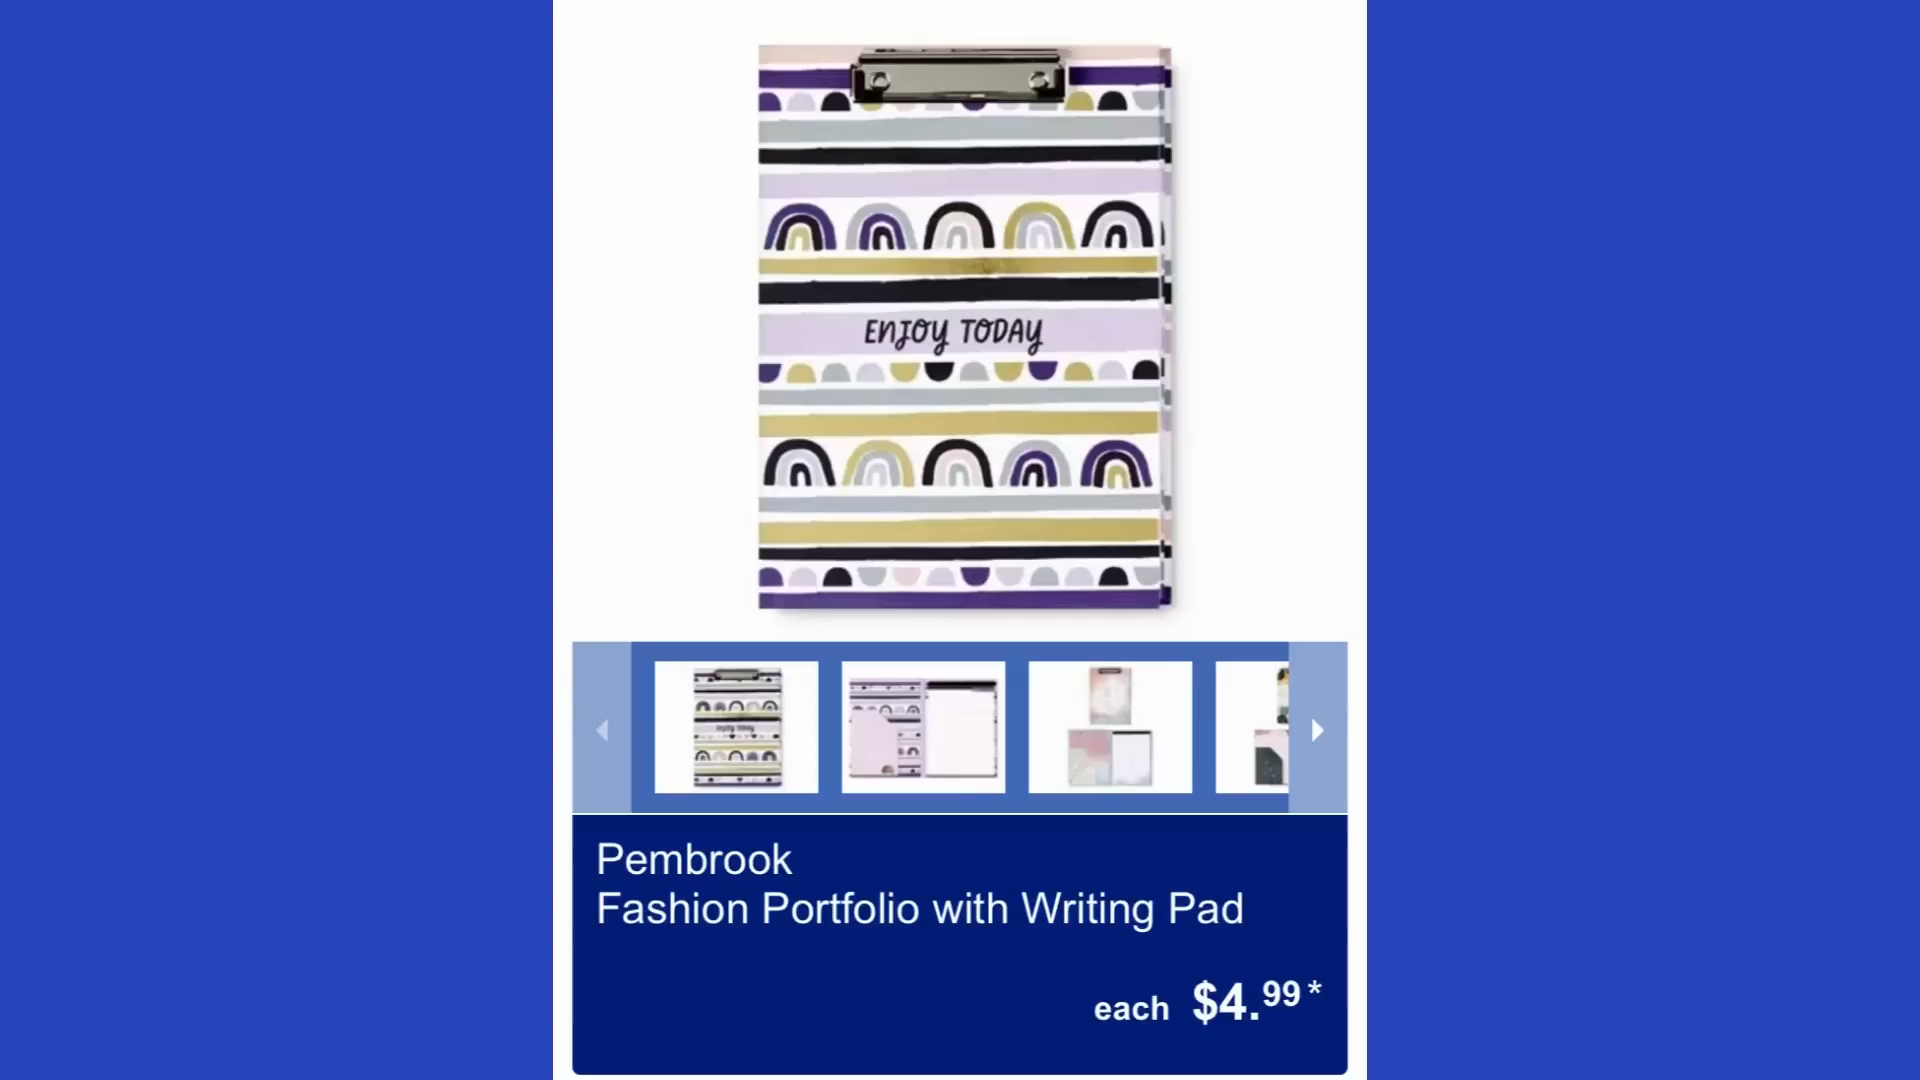 ENJOY TODAY
Pembrook
Fashion Portfolio with Writing Pad
each $4.99*